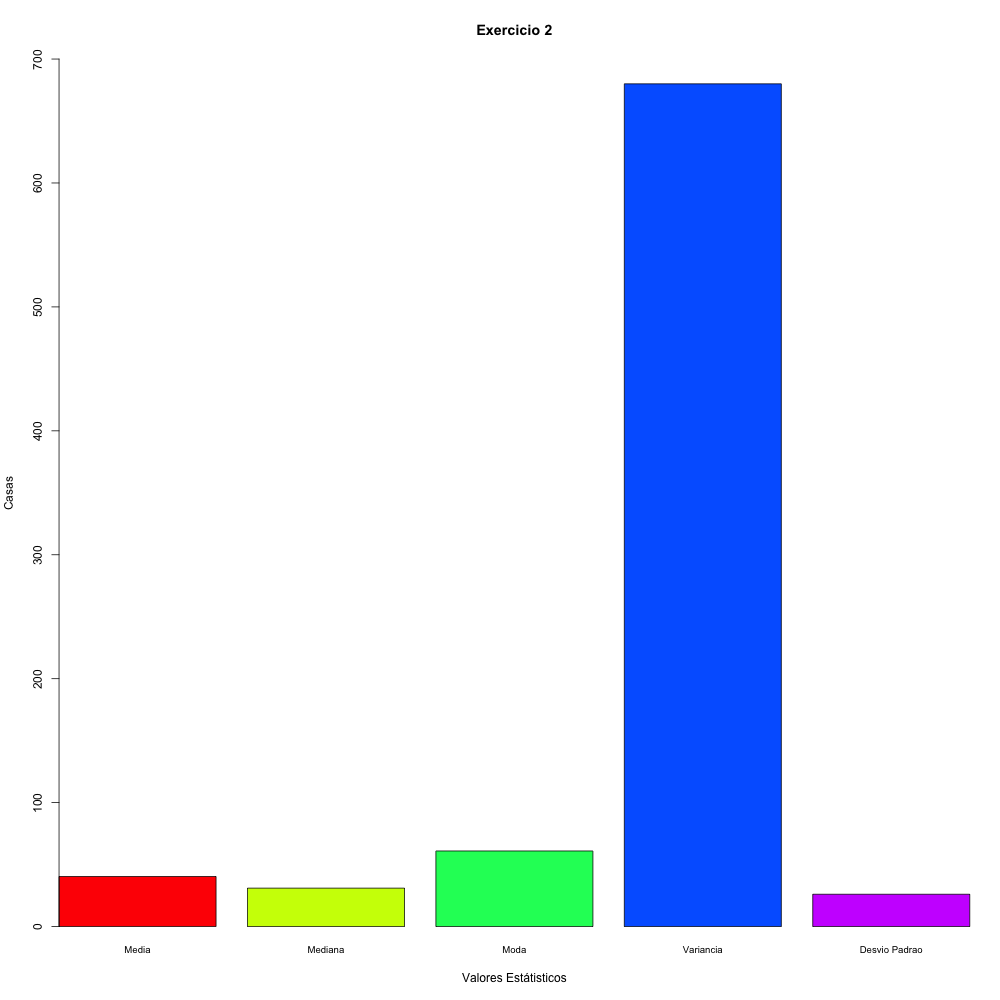 Exercicio 2
700
600
500
400
300
200
100
0
Casas
Media
Mediana
Moda
Variancia
Desvio Padrao
Valores Estátisticos